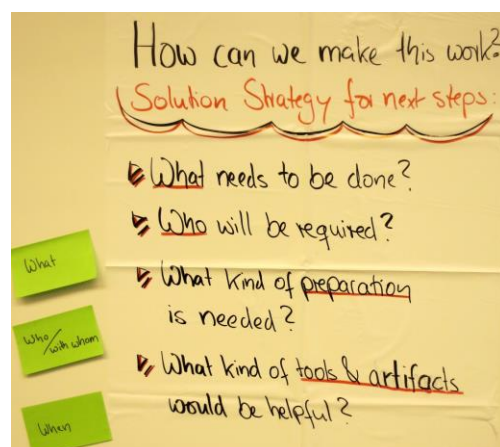 How can we make this work?
Solution Strategy for next steps:
What needs to be done?
Who will be required?
What kind of preparation
is needed?
What kind of tools & artifacts
would be helpful?
What
Who/with whom
When